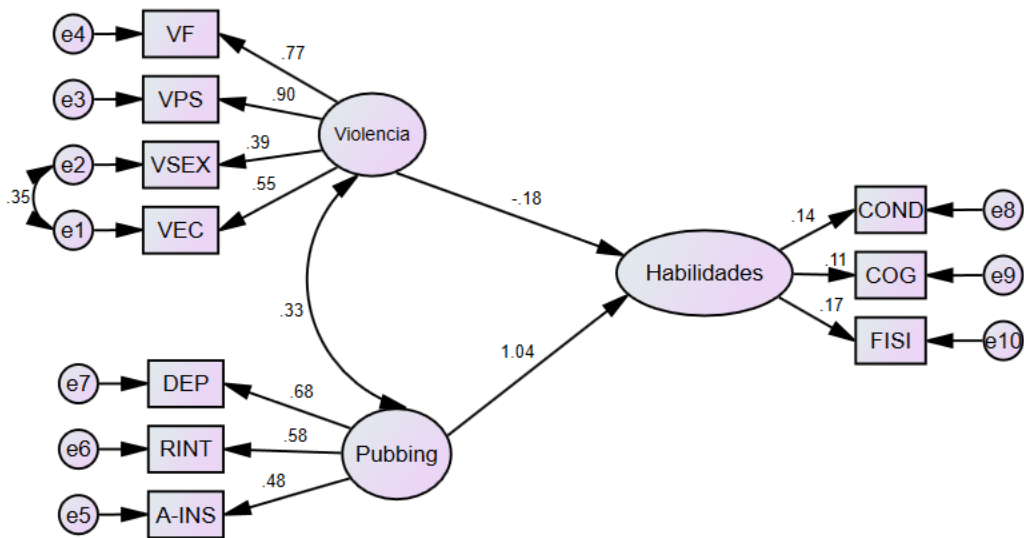 e4
VF
.77
e3
VPS
.90
Violencia
e2
VSEX
.39
.35
e1
VEC
.55
-.18
.14
COND
e8
Habilidades
.11
COG
e9
.17
FISI
e10
.33
1.04
e7
DEP
.68
e6
RINT
.58
Pubbing
e5
A-INS
.48